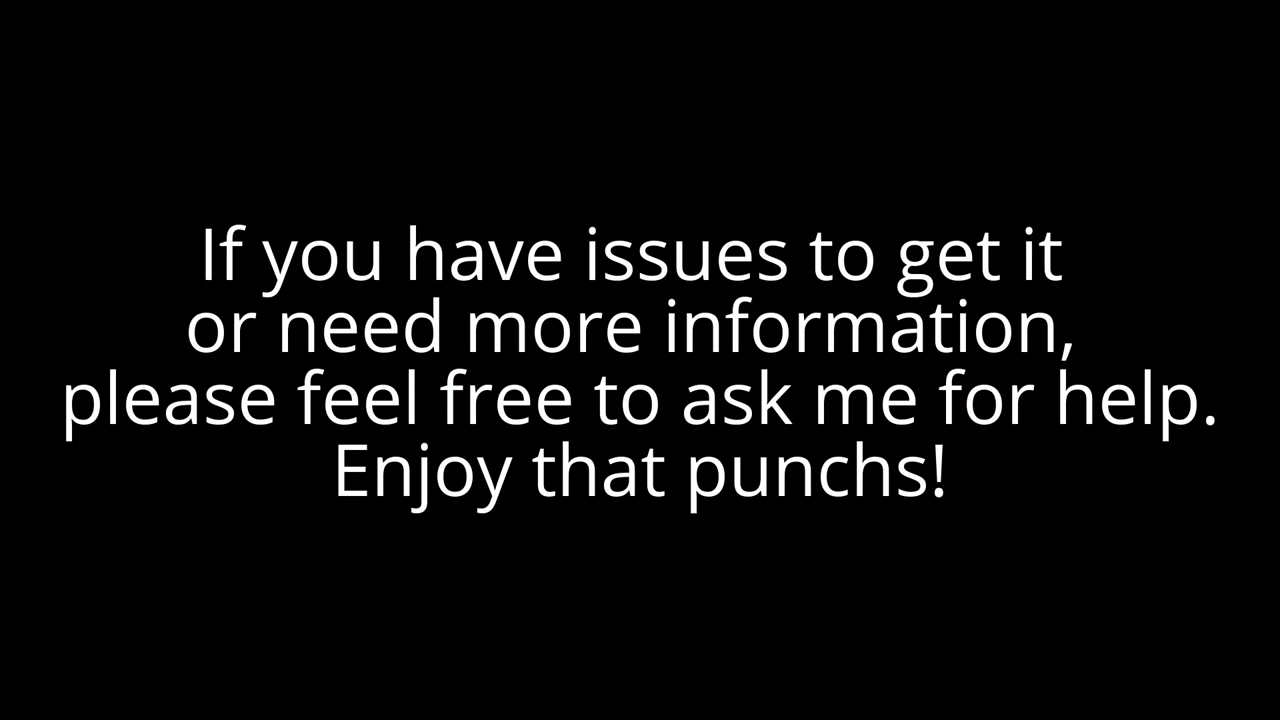 If you have issues to get it
or need more information,
please feel free to ask me for help.
Enjoy that punchs!